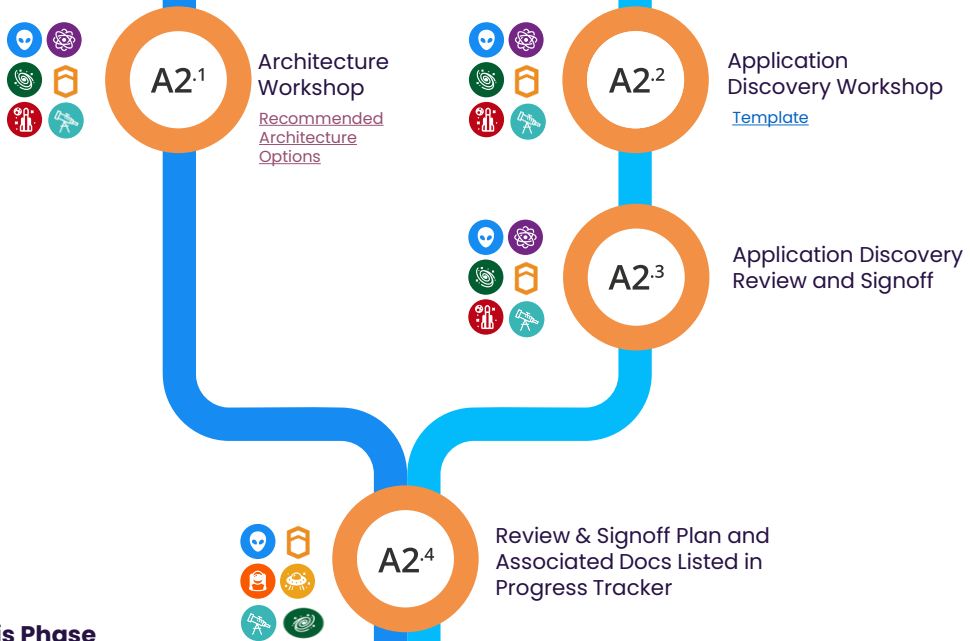 A2.1
Architecture
Workshop
Recommended
Architecture
Options
A2.2
Application
Discovery Workshop
Template
A2.3
Application Discovery
Review and Signoff
A2.4
Review & Signoff Plan and
Associated Docs Listed in
Progress Tracker
is Phase